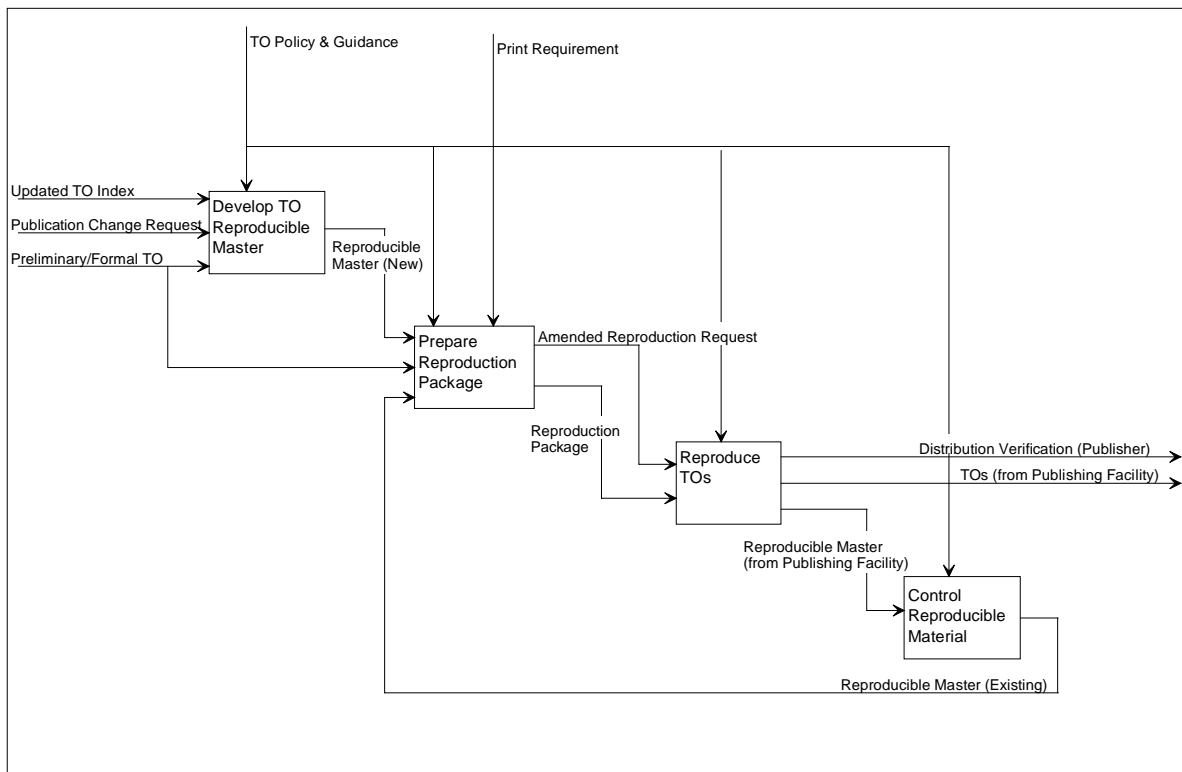 TO Policy & Guidance
Print Requirement
Updated TO Index
Publication Change Request
Preliminary/Formal TO
Develop TO
Reproducible
Master
Reproducible
Master (New)
Prepare
Reproduction
Package
Amended Reproduction Request
Reproduction
Package
Reproduce
TOs
Distribution Verification (Publisher)
TOs (from Publishing Facility)
Reproducible Master
(from Publishing Facility)
Control
Reproducible
Material
Reproducible Master (Existing)